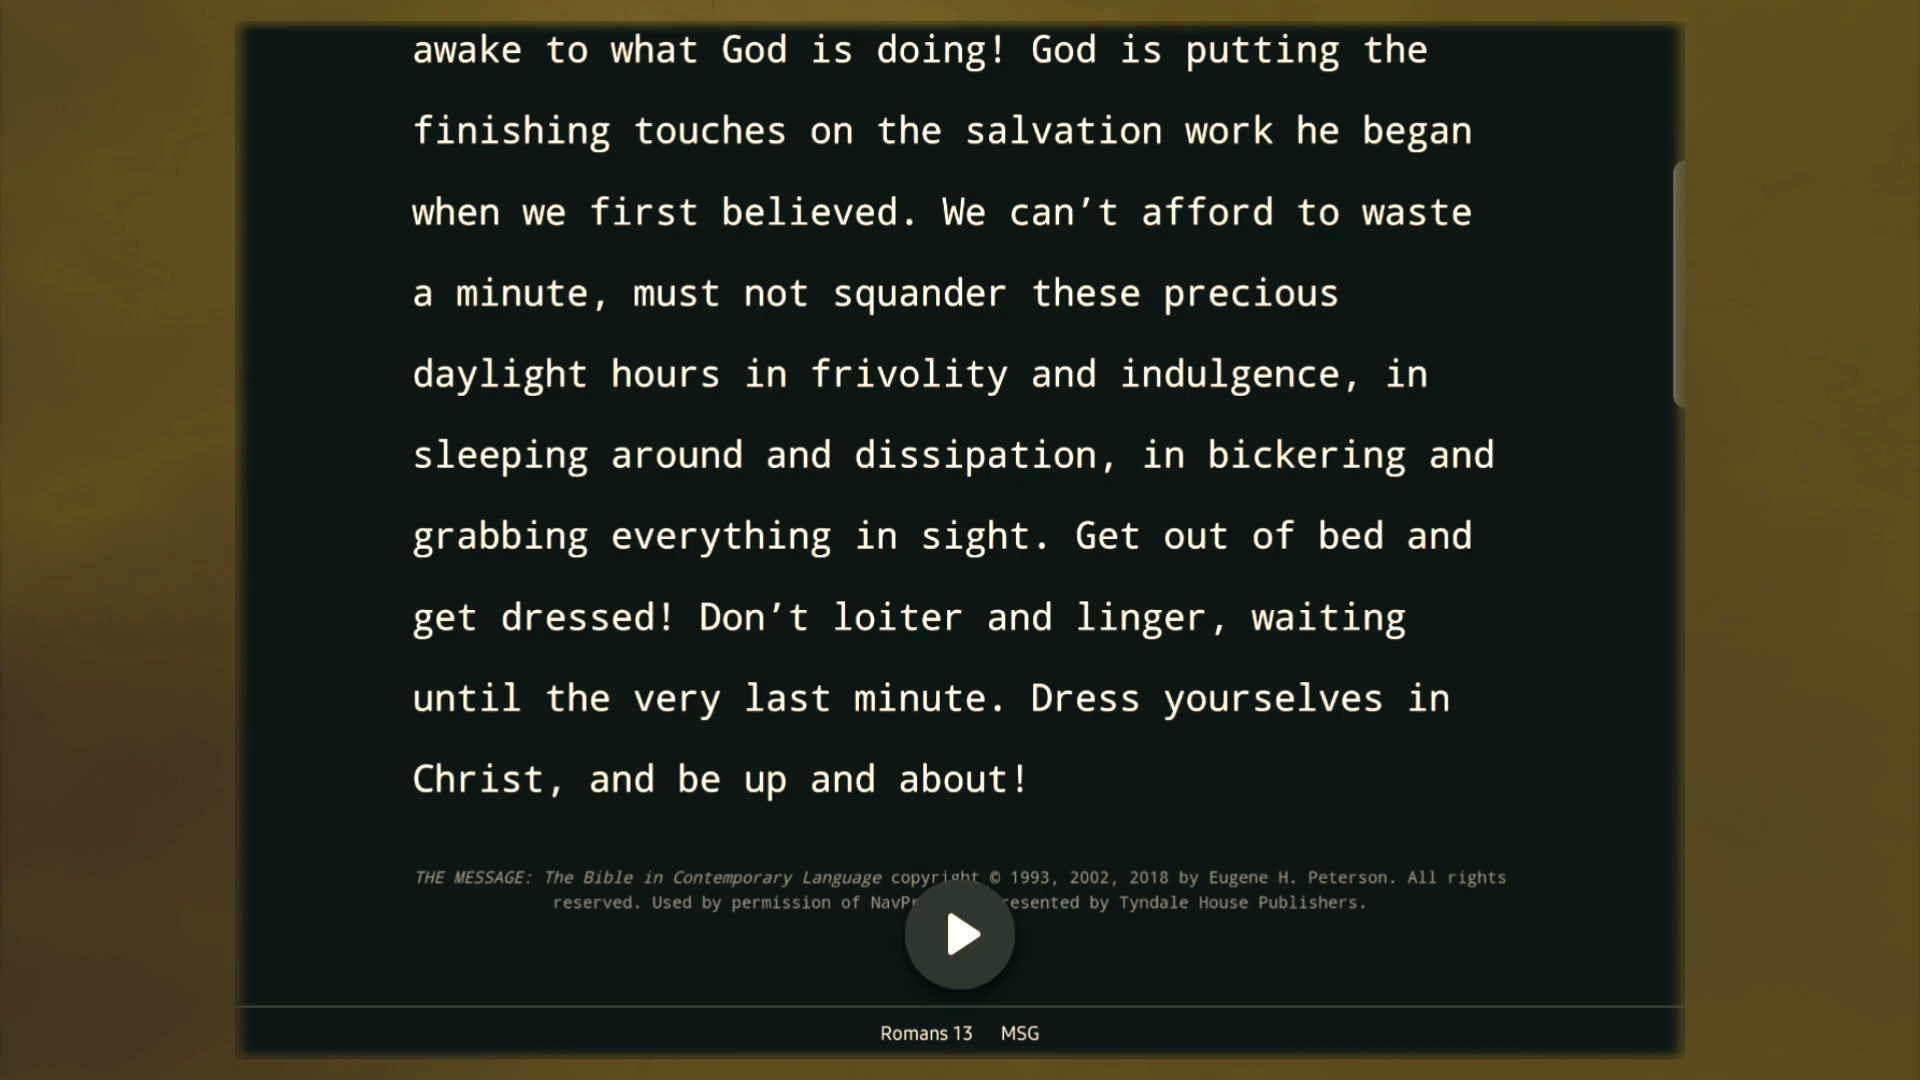 awake to what God is doing! God is putting the
finishing touches on the salvation work he began
when we first believed. We can’t afford to waste
a minute, must not squander these precious
daylight hours in frivolity and indulgence, in
sleeping around and dissipation, in bickering and
grabbing everything in sight. Get out of bed and
get dressed! Don’t loiter and linger, waiting
until the very last minute. Dress yourselves in
Christ, and be up and about!
THE MESSAGE: The Bible in Contemporary Language copyright © 1993, 2002, 2018 by Eugene H. Peterson. All rights
reserved. Used by permission of by Tyndale House Publishers.
Romans 13 MSG